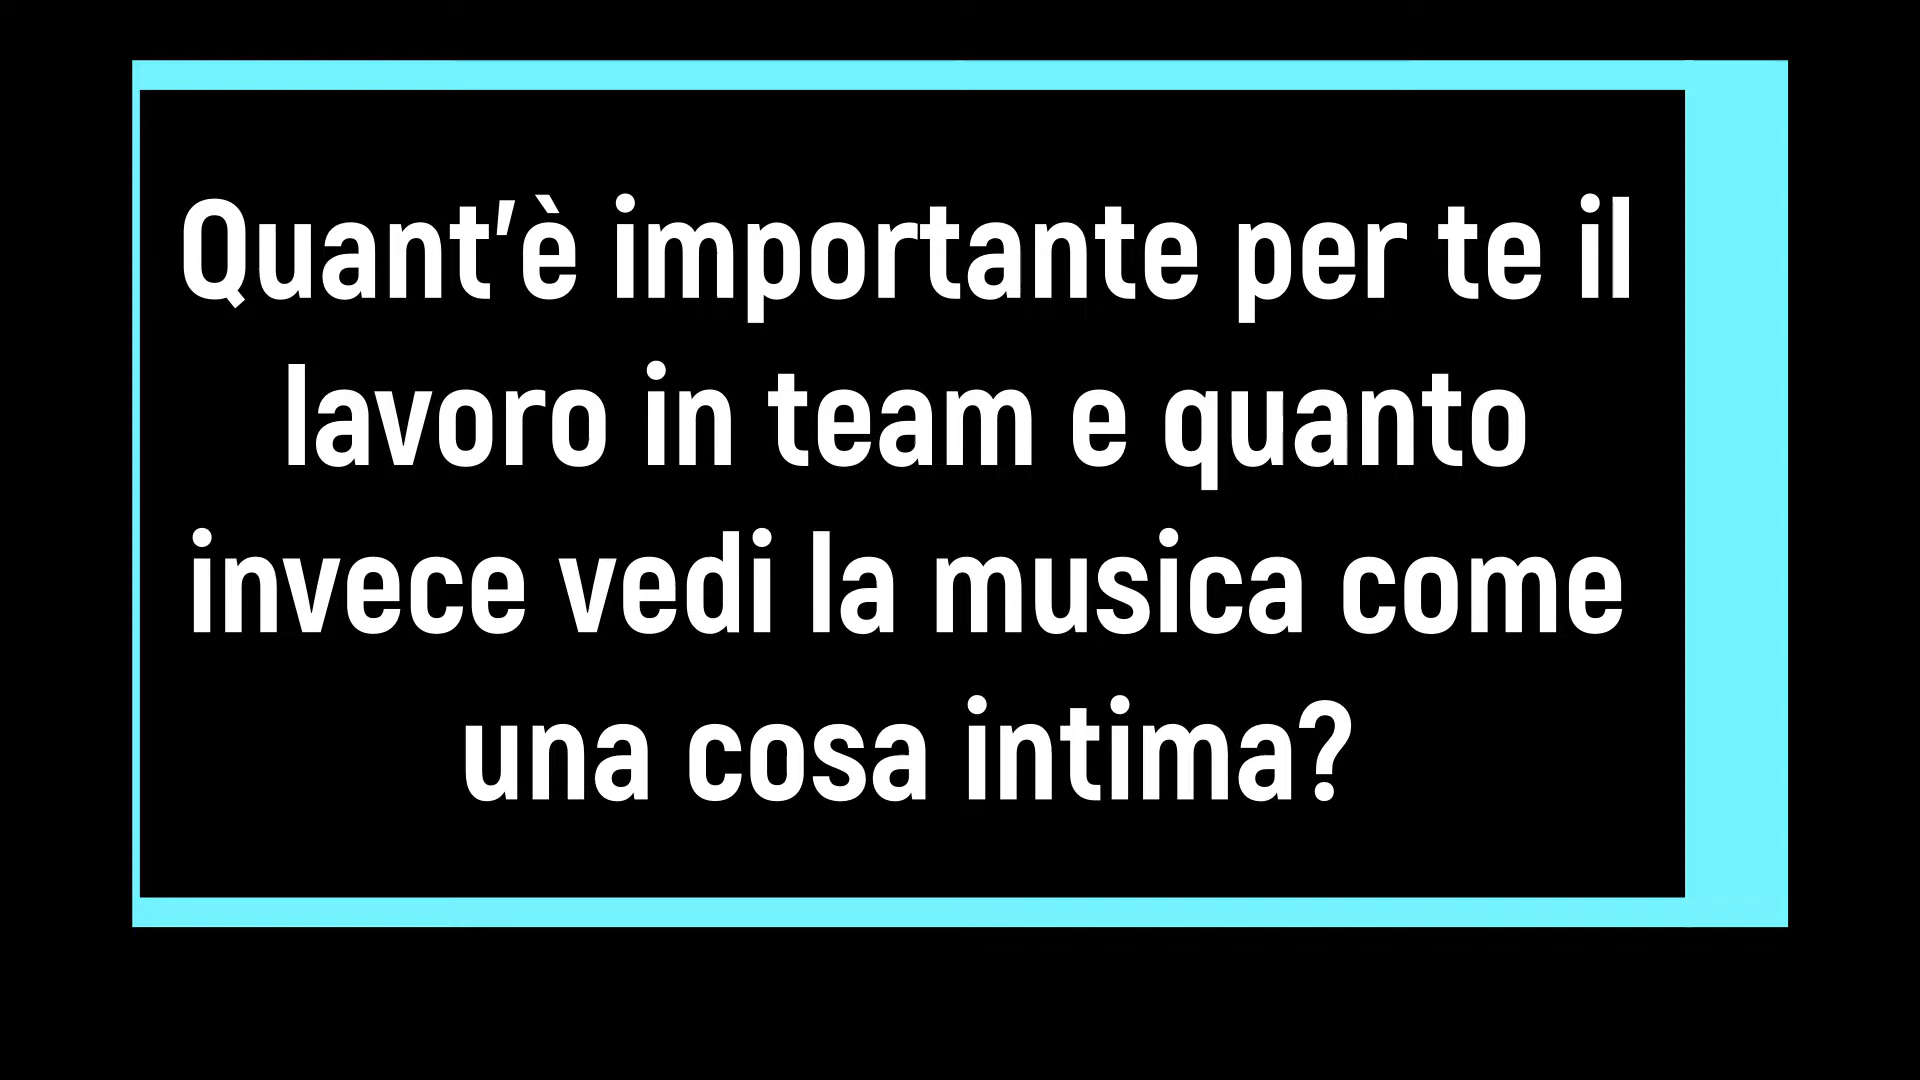 Quant'è importante per te il
lavoro in team e quanto
invece vedi la musica come
una cosa intima?